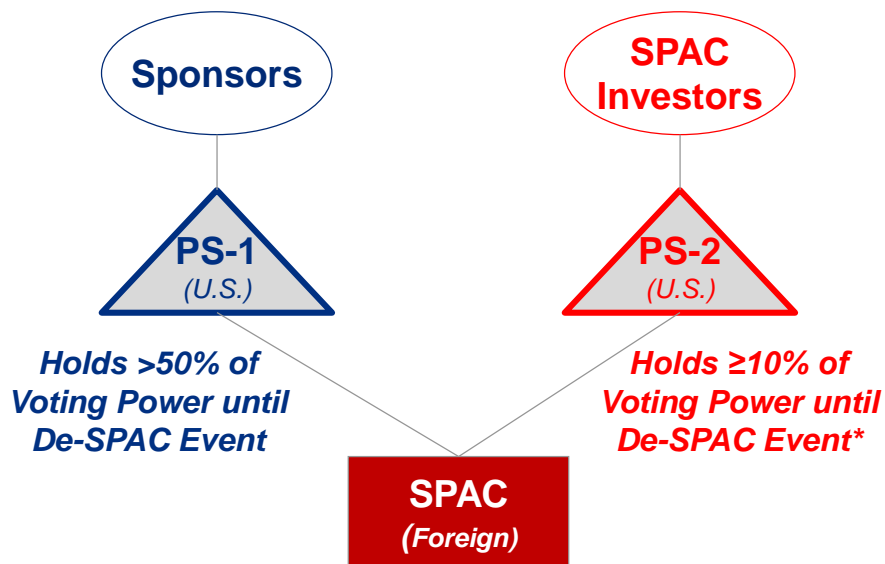 Sponsors
SPAC
Investors
PS-1
(U.S.)
PS-2
(U.S.)
Holds >50% of
Voting Power until
De-SPAC Event
Holds ≥10% of
Voting Power until
De-SPAC Event*
SPAC
(Foreign)